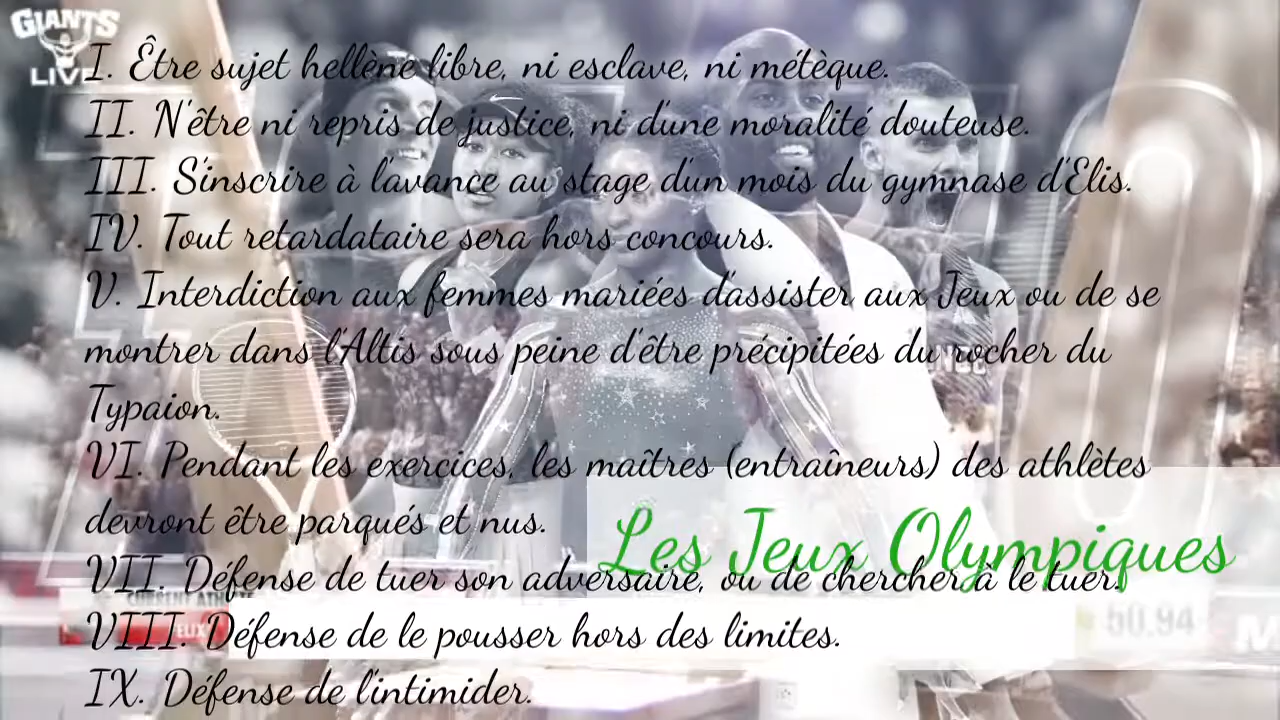 GIANTS
LIVE
I. Être sujet hellène libre, ni esclave, ni métèque.
II. N'être ni repris de justice, ni d'une moralité douteuse.
III. S'inscrire à l'avance au stage d'un mois du gymnase d'Elis.
IV. Tout retardataire sera hors concours.
V. Interdiction aux femmes mariées d'assister aux Jeux ou de se
montrer dans l'Altis sous peine d'être précipitées du rocher du
Typaion.
VI. Pendant les exercices, les maîtres (entraîneurs) des athlètes
devront être parqués et nus.
Les Jeux Olympiques
VII. Défense de tuer son adversaire, ou de chercher à le tuer.
CURRENT ATH
FELIX
50.94
VIII. Défense de le pousser hors des limites.
IX. Défense de l'intimider.